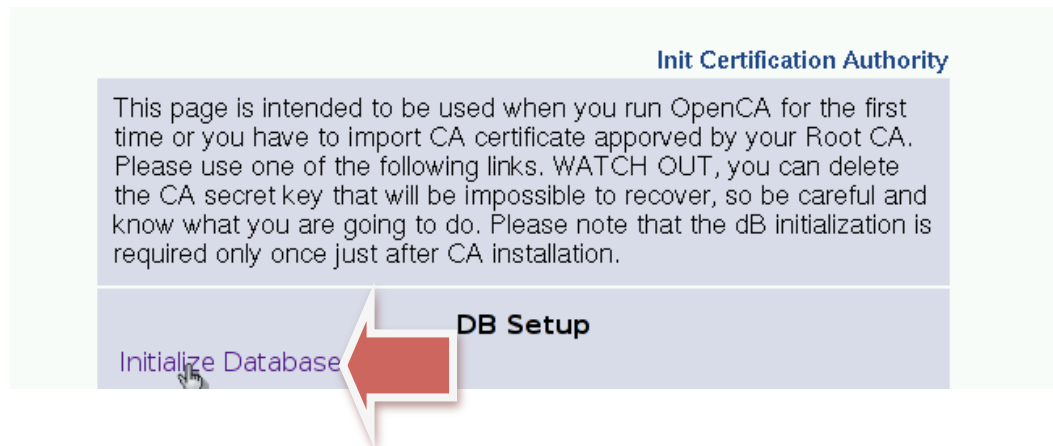 Init Certification Authority
This page is intended to be used when you run OpenCA for the first
time or you have to import CA certificate apporved by your Root CA.
Please use one of the following links. WATCH OUT, you can delete
the CA secret key that will be impossible to recover, so be careful and
know what you are going to do. Please note that the dB initialization is
required only once just after CA installation.
DB Setup
Initialize Database